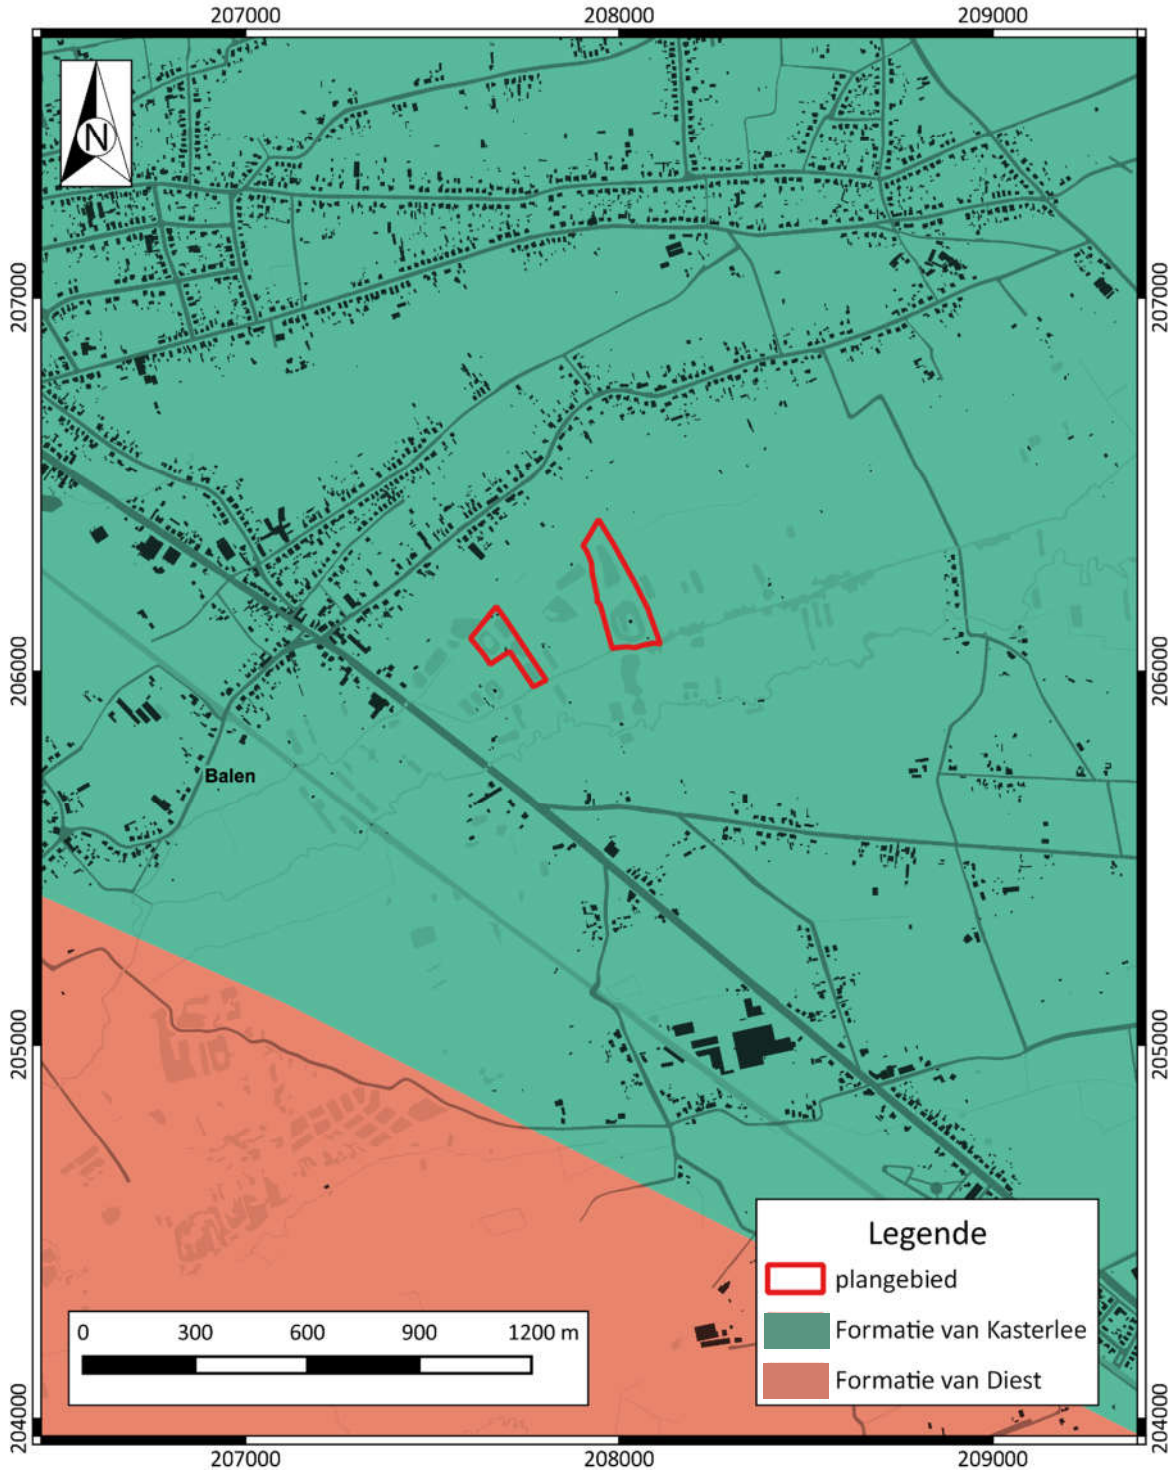 207000 208000 209000
N
207000 207000
206000 206000
Balen
205000 205000
Legende
plangebied
Formatie van Kasterlee
Formatie van Diest
0 300 600 900 1200 m
204000 204000
207000 208000 209000